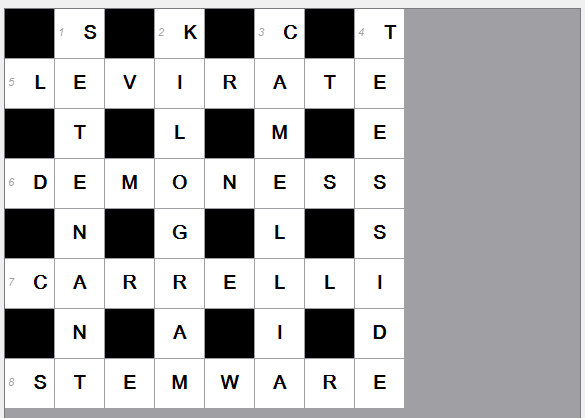 1 S 2 K 3 C 4 T
5 L E V I R A T E
T L M E
6 D E M O N E S S
N G L S
7 C A R R E L L I
N A I D
8 S T E M W A R E